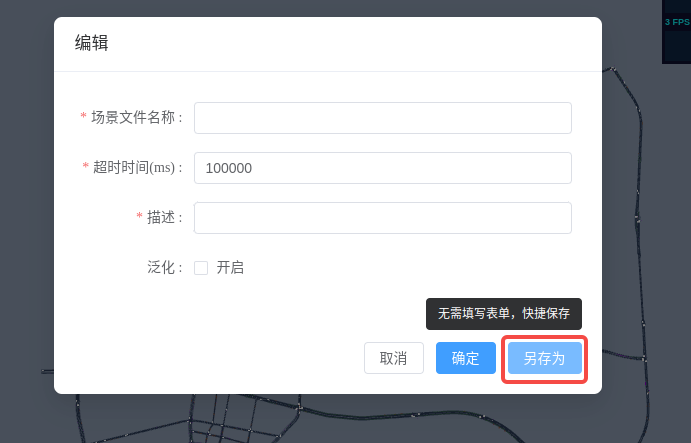 3 FPS
编辑
* 场景文件名称 :
* 超时时间(ms) :
100000
* 描述 :
泛化 :
开启
无需填写表单，快捷保存
取消
确定
另存为